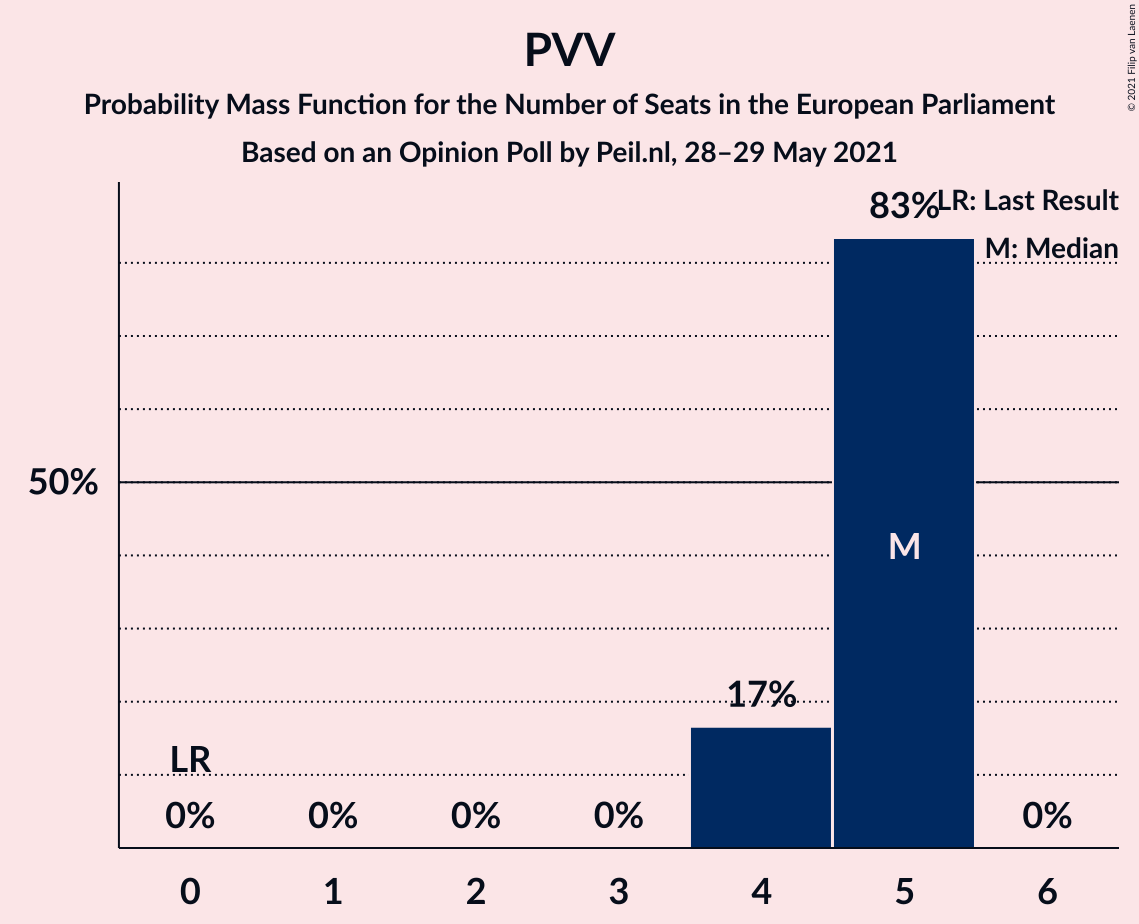 PVV
Probability Mass Function for the Number of Seats in the European Parliament
Based on an Opinion Poll by Peil.nl, 28–29 May 2021
© 2021 Filip van Laenen
LR: Last Result
M: Median
83%
50%
M
17%
LR
0% 0% 0% 0% 0%
0 1 2 3 4 5 6